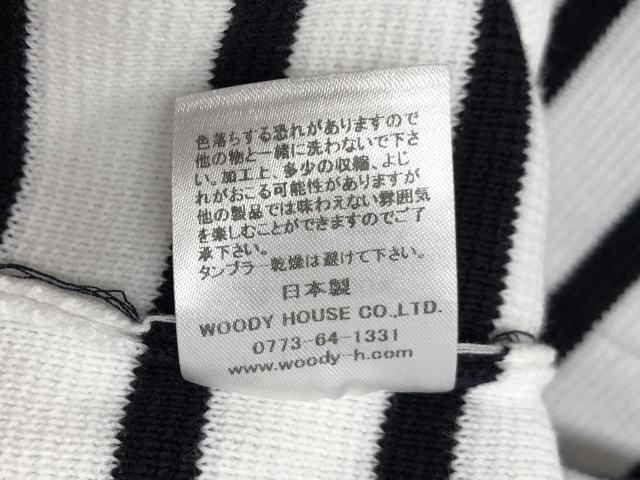 色落ちする恐れがありますので
他の物と一緒に洗わないで下さ
い。加工上、多少の収縮、よじ
れがおこる可能性がありますが
他の製品では味わえない雰囲気
を楽しむことができますのでご了
承下さい。
タンブラー乾燥は避けて下さい。
日本製
WOODY HOUSE CO.,LTD.
0773-64-1331
www.woody-h.com